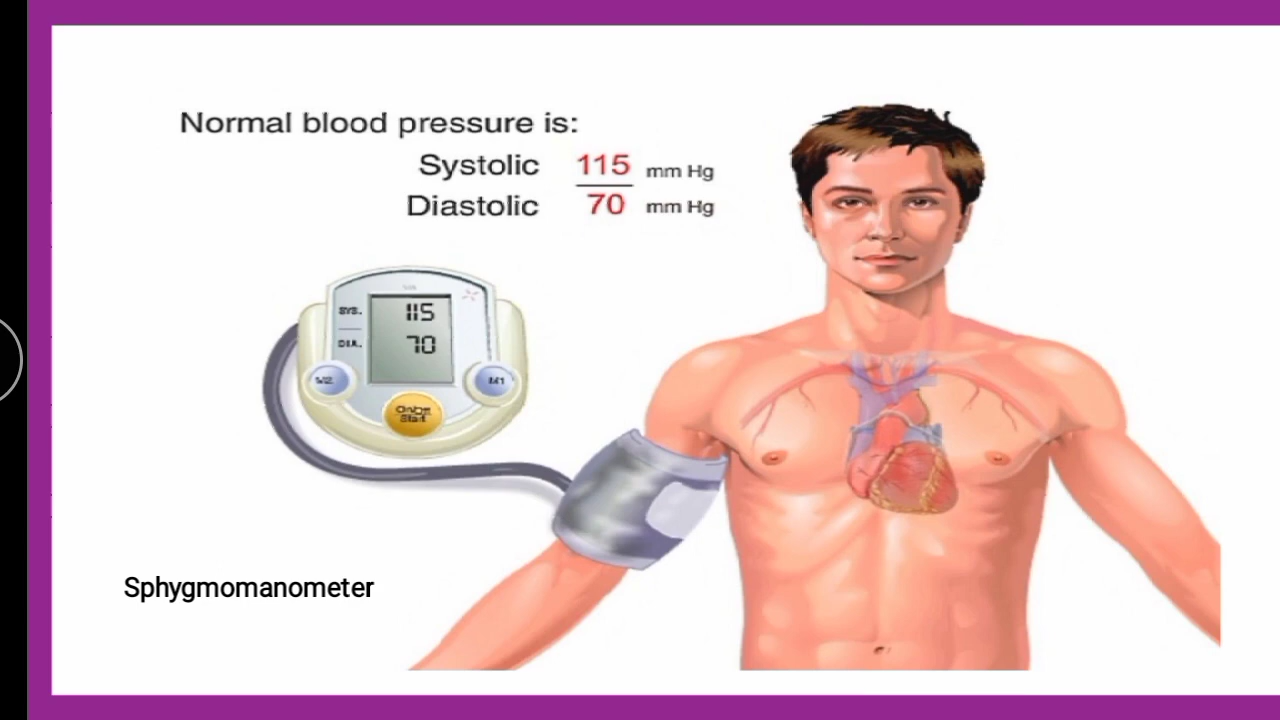 Normal blood pressure is:
Systolic 115 mm Hg
Diastolic 70 mm Hg
SYS. 115
DIA. 70
M2 M1
On/Off
Start
Sphygmomanometer